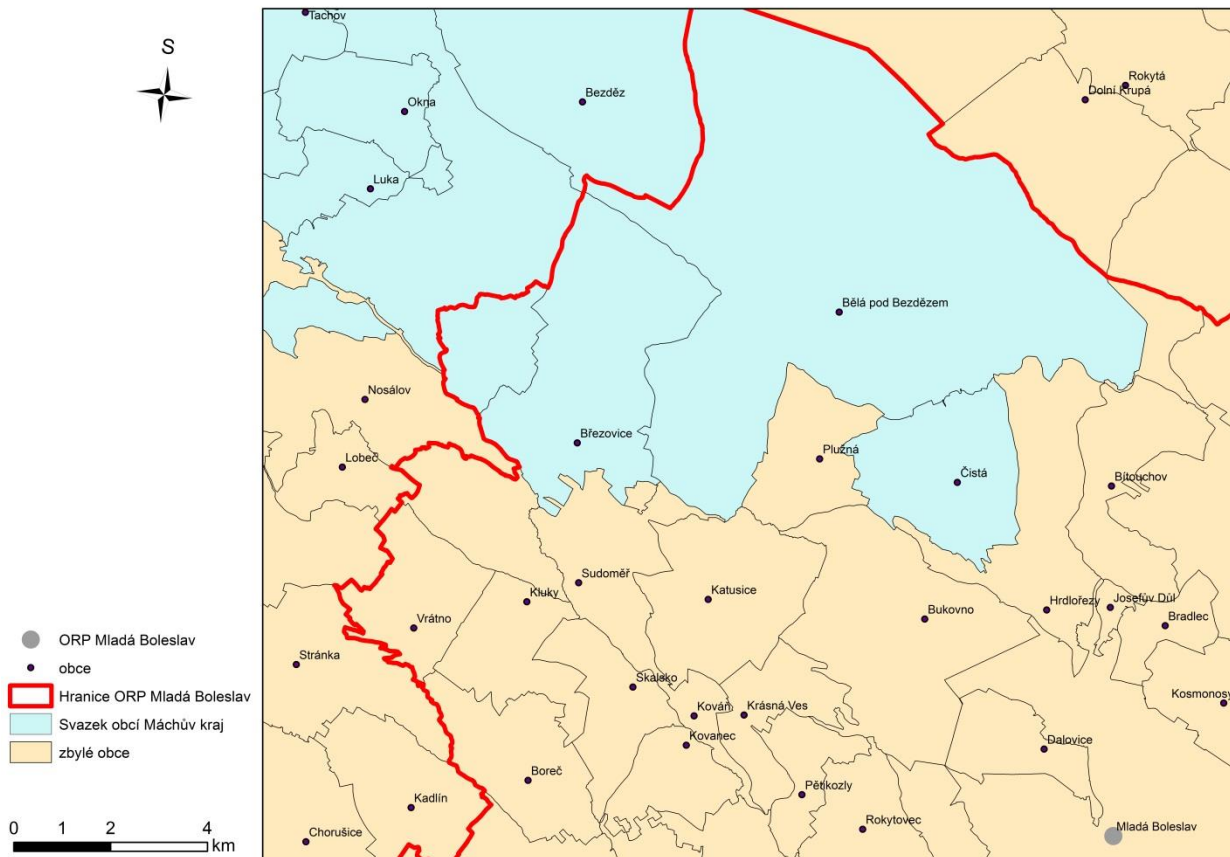 S
Tachov
Okna
Bezděz
Rokytá
Dolní Krupá
Luka
Bělá pod Bezdězem
Nosálov
Březovice
Lobeč
Plužná
Čistá
Bítouchov
Sudoměř
Kluky
Katusice
Hrdlořezy
Josefův Důl
Bukovno
Bradlec
Vrátno
Stránka
Skalsko
Kosmonosy
Kováň
Krásná Ves
Kovanec
Dalovice
Boreč
Pětikozly
Kadlín
Rokytovec
Mladá Boleslav
Chorušice
ORP Mladá Boleslav
obce
Hranice ORP Mladá Boleslav
Svazek obcí Máchův kraj
zbylé obce
0 1 2 4
km